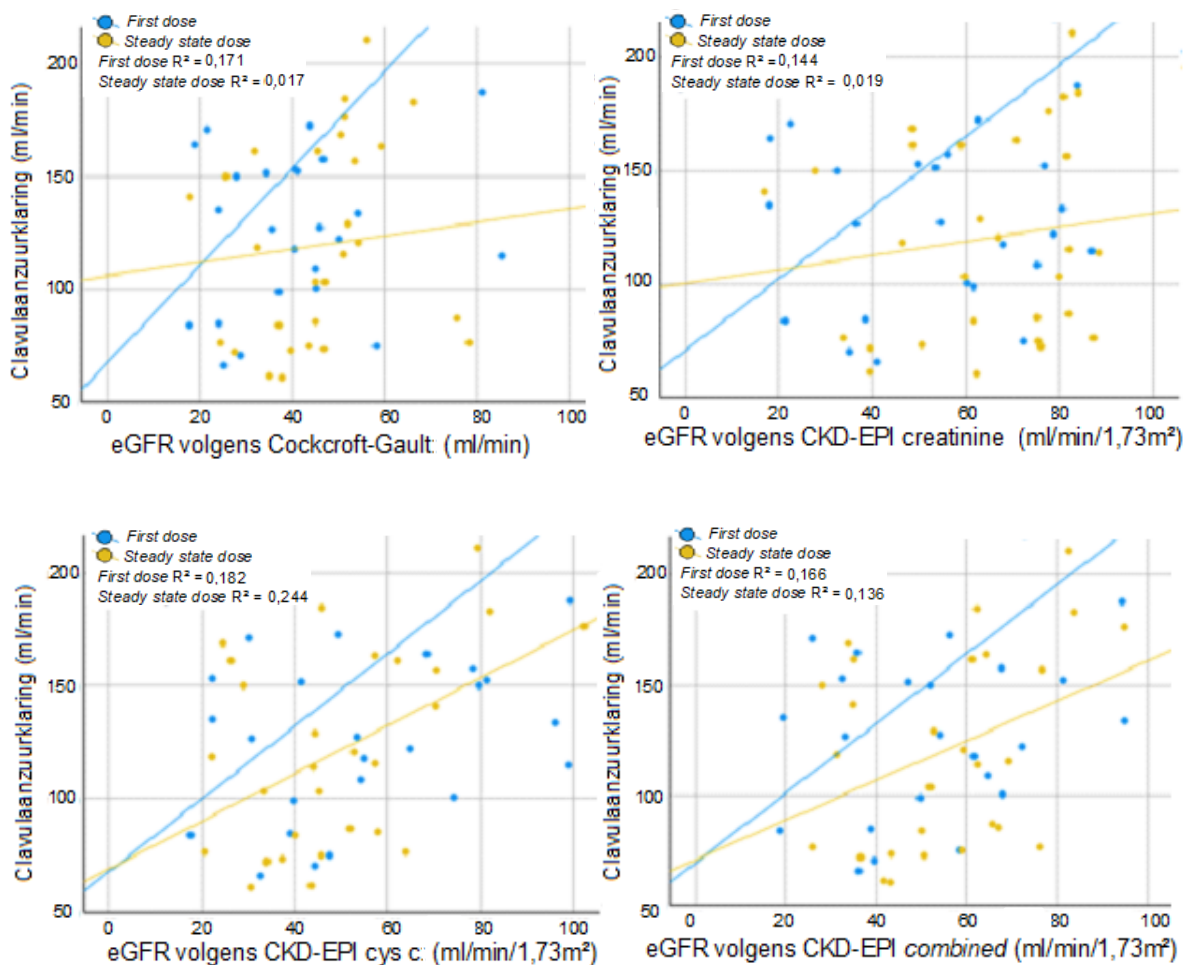 First dose
Steady state dose
First dose R² = 0,171
Steady state dose R² = 0,017
Clavulaanzuurklaring (ml/min)
200
150
100
50
0 20 40 60 80 100
eGFR volgens Cockcroft-Gault: (ml/min)
First dose
Steady state dose
First dose R² = 0,144
Steady state dose R² = 0,019
Clavulaanzuurklaring (ml/min)
200
150
100
50
0 20 40 60 80 100
eGFR volgens CKD-EPI creatinine (ml/min/1,73m²)
First dose
Steady state dose
First dose R² = 0,182
Steady state dose R² = 0,244
Clavulaanzuurklaring (ml/min)
200
150
100
50
0 20 40 60 80 100
eGFR volgens CKD-EPI cys c: (ml/min/1,73m²)
First dose
Steady state dose
First dose R² = 0,166
Steady state dose R² = 0,136
Clavulaanzuurklaring (ml/min)
200
150
100
50
0 20 40 60 80 100
eGFR volgens CKD-EPI combined (ml/min/1,73m²)